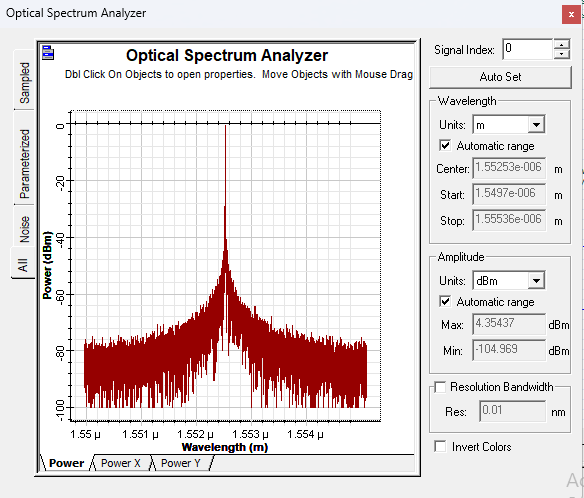 Optical Spectrum Analyzer
x
Optical Spectrum Analyzer
Dbl Click On Objects to open properties.  Move Objects with Mouse Drag
Sampled
Parameterized
Noise
All
Power (dBm)
0
-20
-40
-60
-80
-100
1.55 µ 1.551 µ 1.552 µ 1.553 µ 1.554 µ
Wavelength (m)
Power Power X Power Y
Signal Index: 0
Auto Set
Wavelength
Units: m
Automatic range
Center: 1.55253e-006 m
Start: 1.5497e-006 m
Stop: 1.55536e-006 m
Amplitude
Units: dBm
Automatic range
Max: 4.35437 dBm
Min: -104.969 dBm
Resolution Bandwidth
Res: 0.01 nm
Invert Colors